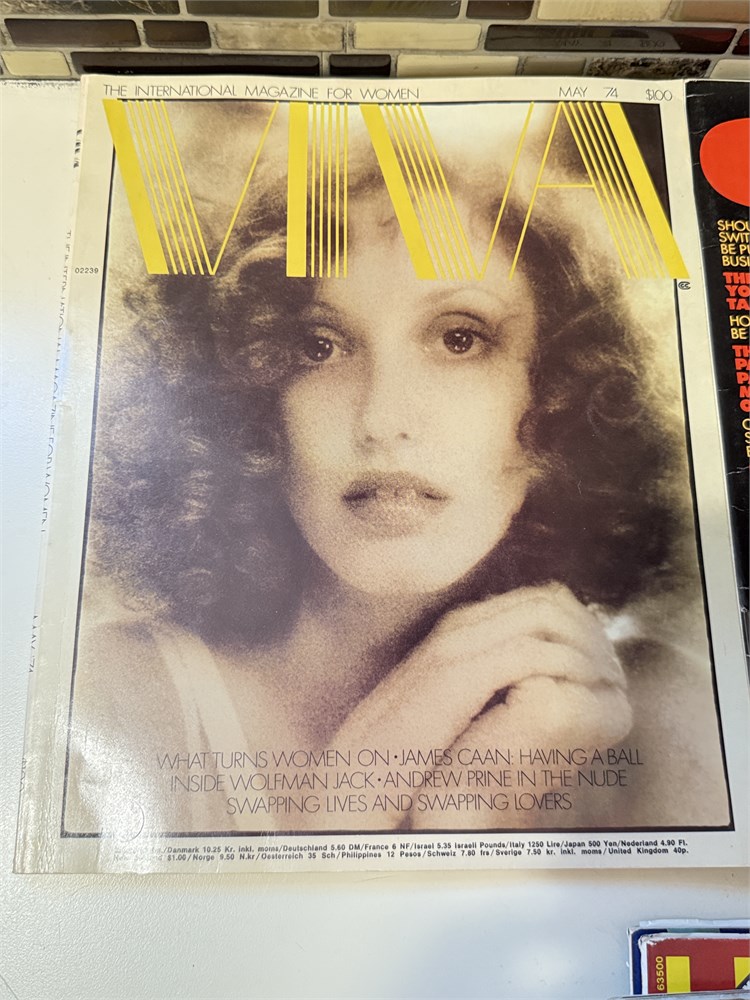 THE INTERNATIONAL MAGAZINE FOR WOMEN MAY 74 $1.00
VIVA
02239
WHAT TURNS WOMEN ON • JAMES CAAN: HAVING A BALL
INSIDE WOLFMAN JACK • ANDREW PRINE IN THE NUDE
SWAPPING LIVES AND SWAPPING LOVERS
/Danmark 10.25 Kr. inkl. moms/Deutschland 5.60 DM/France 6 NF/Israel 5.35 Israeli Pounds/Italy 1250 Lire/Japan 500 Yen/Nederland 4.90 Fl.
$1.00/Norge 9.50 N.kr/Oesterreich 35 Sch/Philippines 12 Pesos/Schweiz 7.80 frs/Sverige 7.50 kr. inkl. moms/United Kingdom 40p.
MAY '74
SHOU
SWIT
BE PU
BUSI
THE
YO
TA
HO
BE
TH
PA
PA
M
O
63500